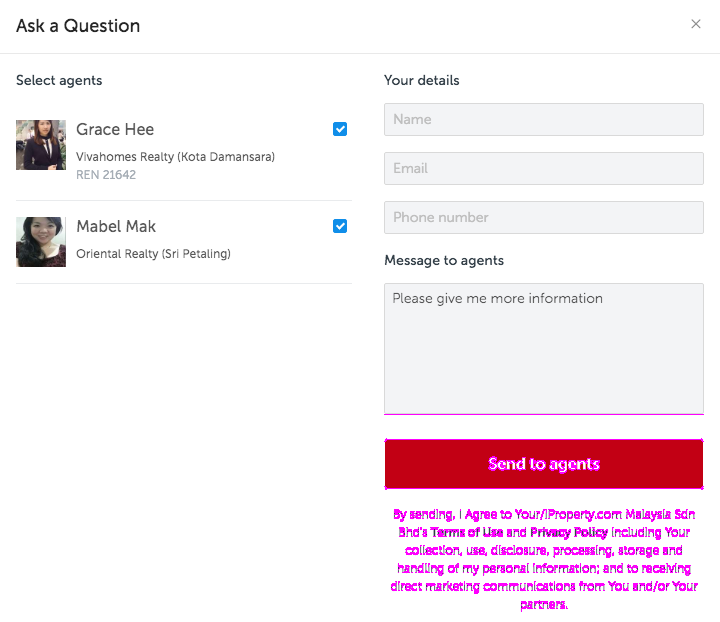 Ask a Question
Select agents
Grace Hee
Vivahomes Realty (Kota Damansara)
REN 21642
Mabel Mak
Oriental Realty (Sri Petaling)
Your details
Name
Email
Phone number
Message to agents
Please give me more information
Send to agents
By sending, I Agree to Your/iProperty.com Malaysia Sdn
Bhd's Terms of Use and Privacy Policy including Your
collection, use, disclosure, processing, storage and
handling of my personal information; and to receiving
direct marketing communications from You and/or Your
partners.